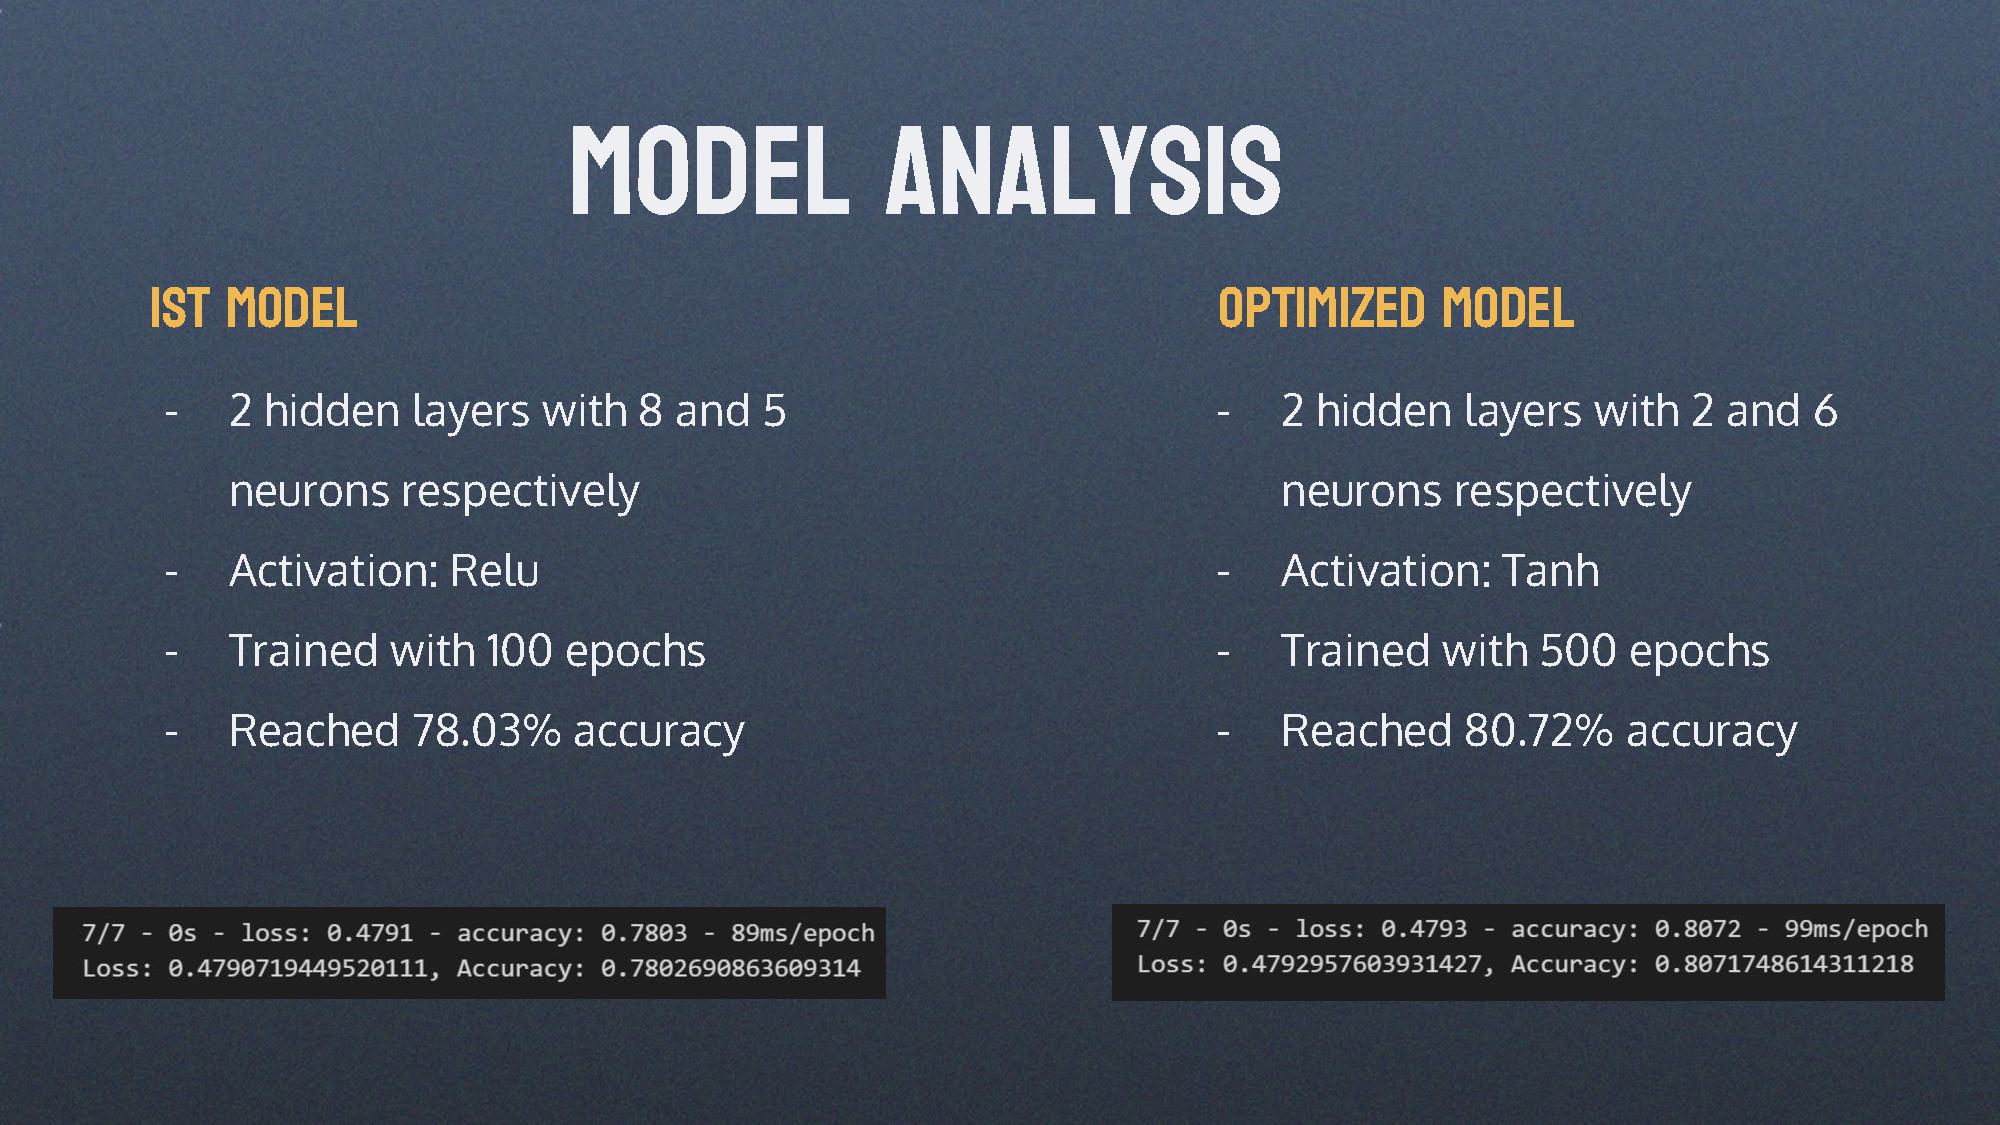 MODEL ANALYSIS
1ST MODEL
- 2 hidden layers with 8 and 5
neurons respectively
- Activation: Relu
- Trained with 100 epochs
- Reached 78.03% accuracy
7/7 - 0s - loss: 0.4791 - accuracy: 0.7803 - 89ms/epoch
Loss: 0.4790719449520111, Accuracy: 0.7802690863609314
OPTIMIZED MODEL
- 2 hidden layers with 2 and 6
neurons respectively
- Activation: Tanh
- Trained with 500 epochs
- Reached 80.72% accuracy
7/7 - 0s - loss: 0.4793 - accuracy: 0.8072 - 99ms/epoch
Loss: 0.4792957603931427, Accuracy: 0.8071748614311218